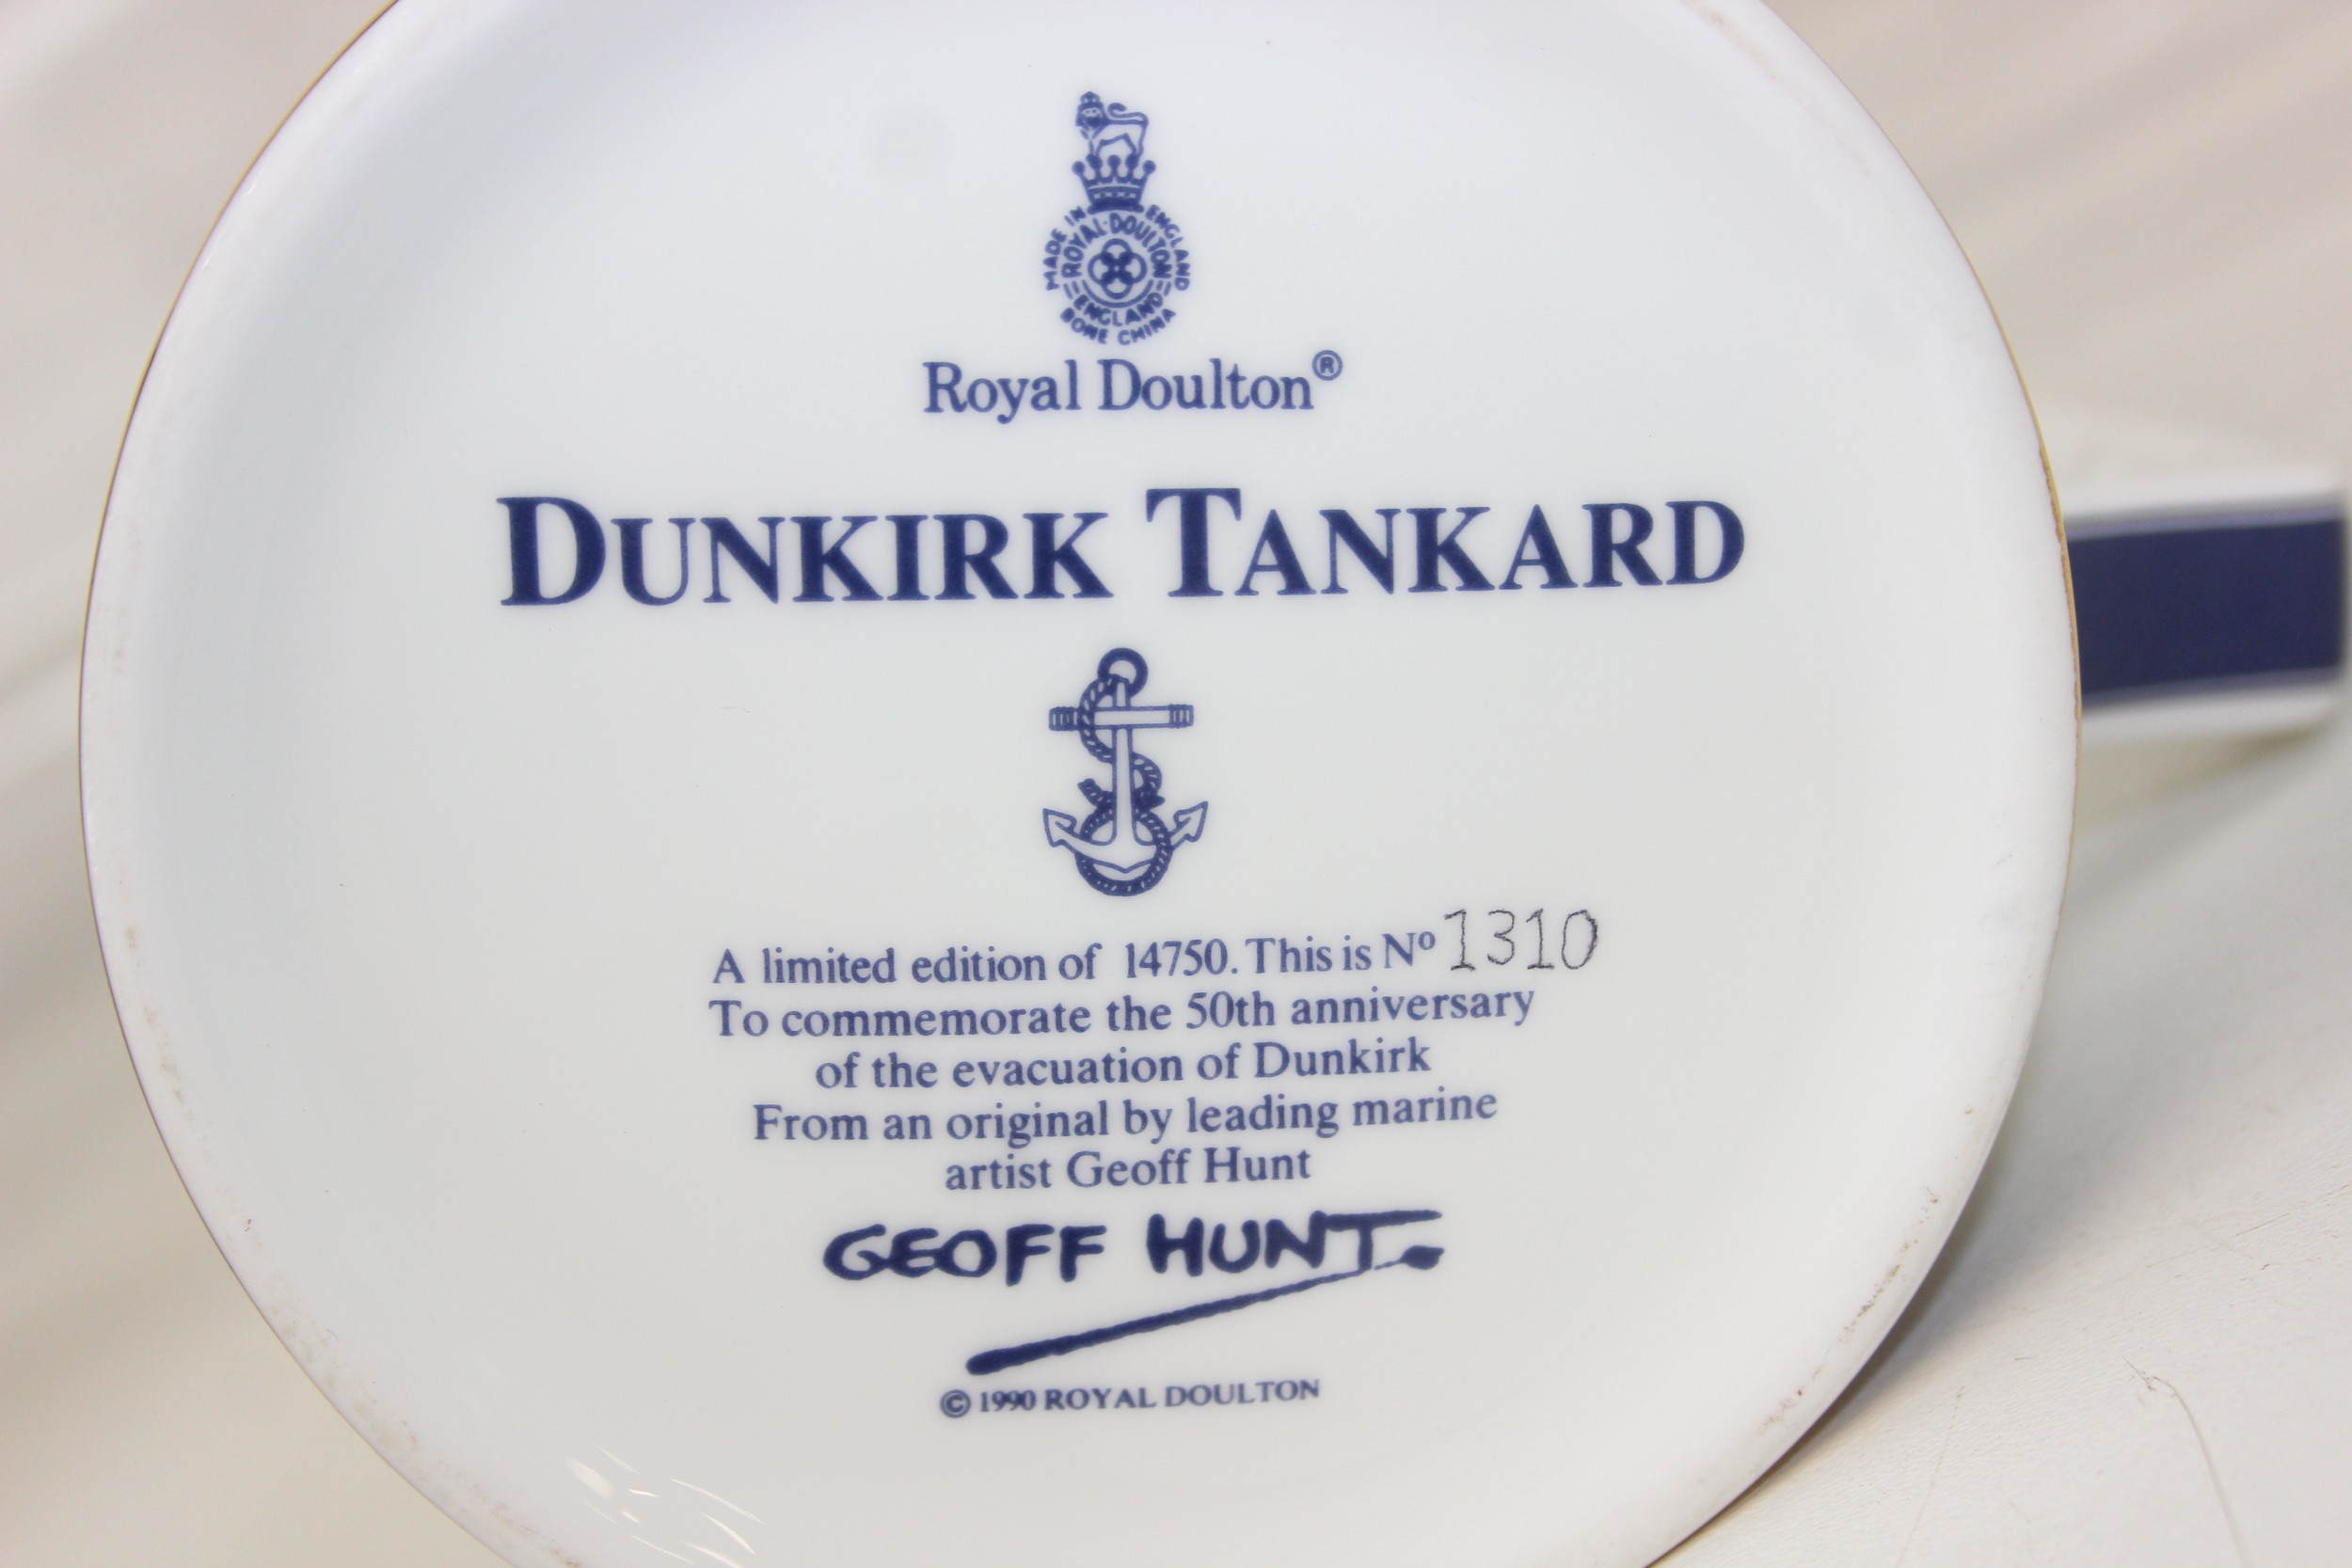 MADE IN ENGLAND
ROYAL·DOULTON
ENGLAND
BONE CHINA
Royal Doulton®
DUNKIRK TANKARD
A limited edition of 14750. This is Nº 1310
To commemorate the 50th anniversary
of the evacuation of Dunkirk
From an original by leading marine
artist Geoff Hunt
GEOFF HUNT.
© 1990 ROYAL DOULTON